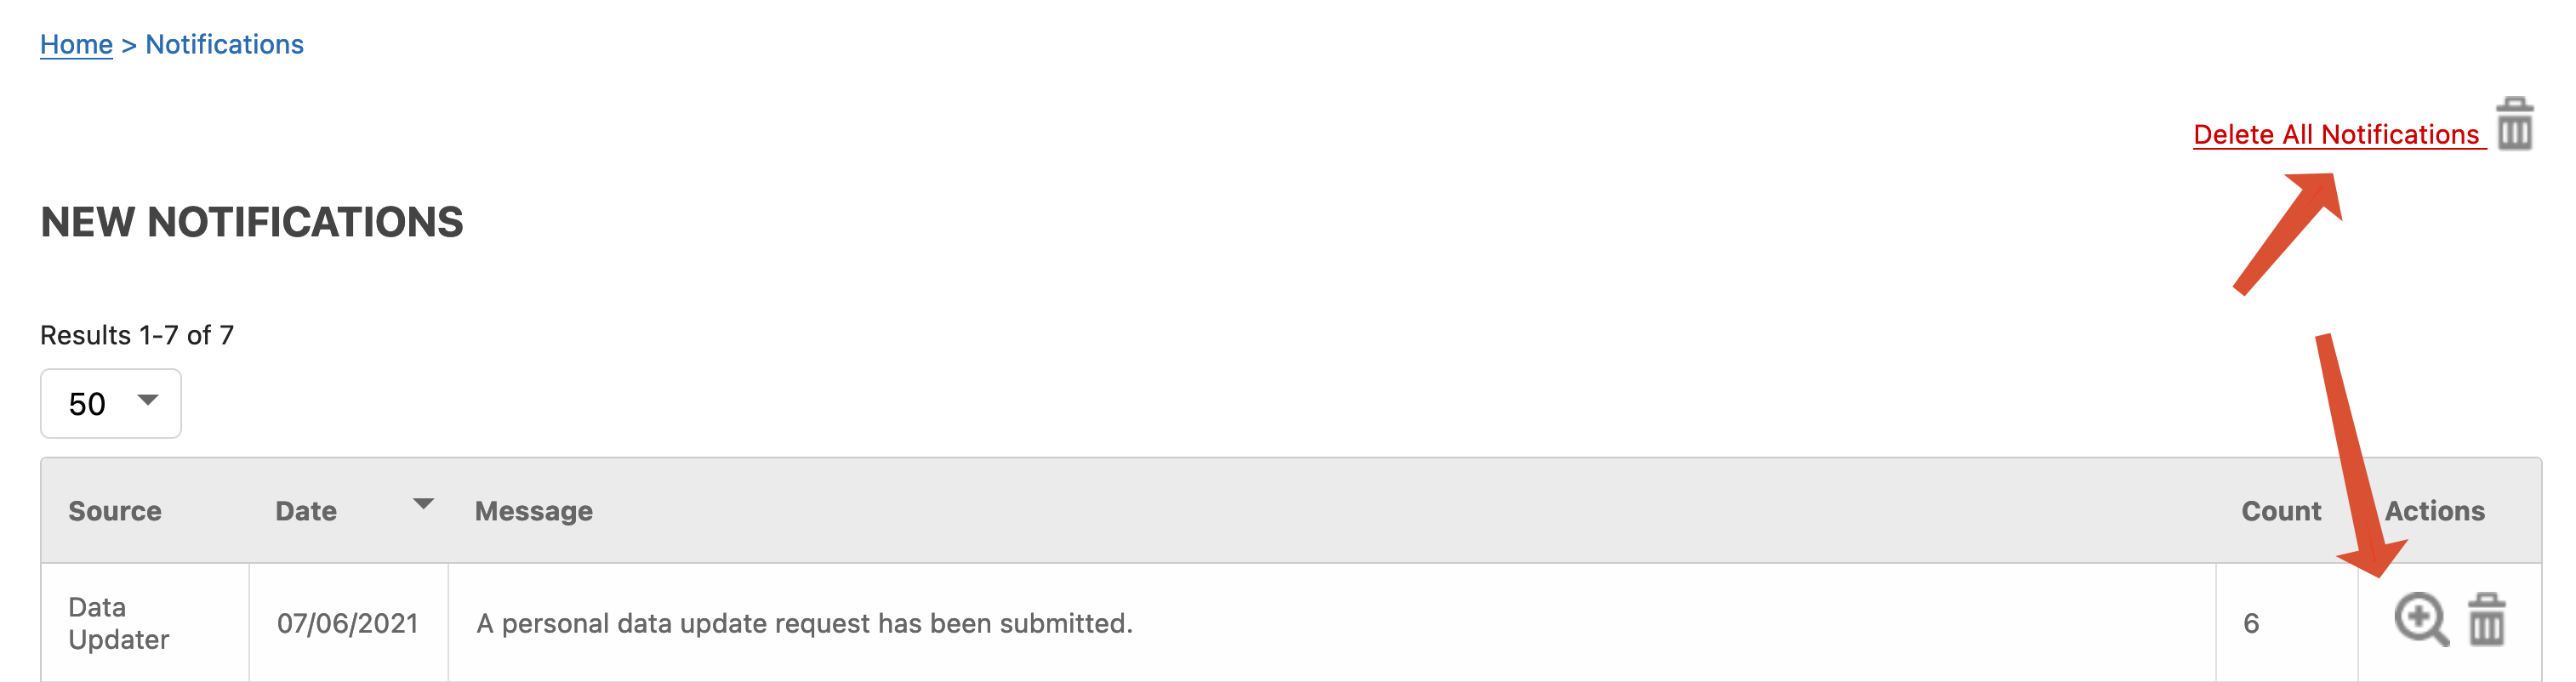 Home > Notifications
Delete All Notifications
NEW NOTIFICATIONS
Results 1-7 of 7
50
Source Date Message Count Actions
Data
Updater
07/06/2021 A personal data update request has been submitted. 6